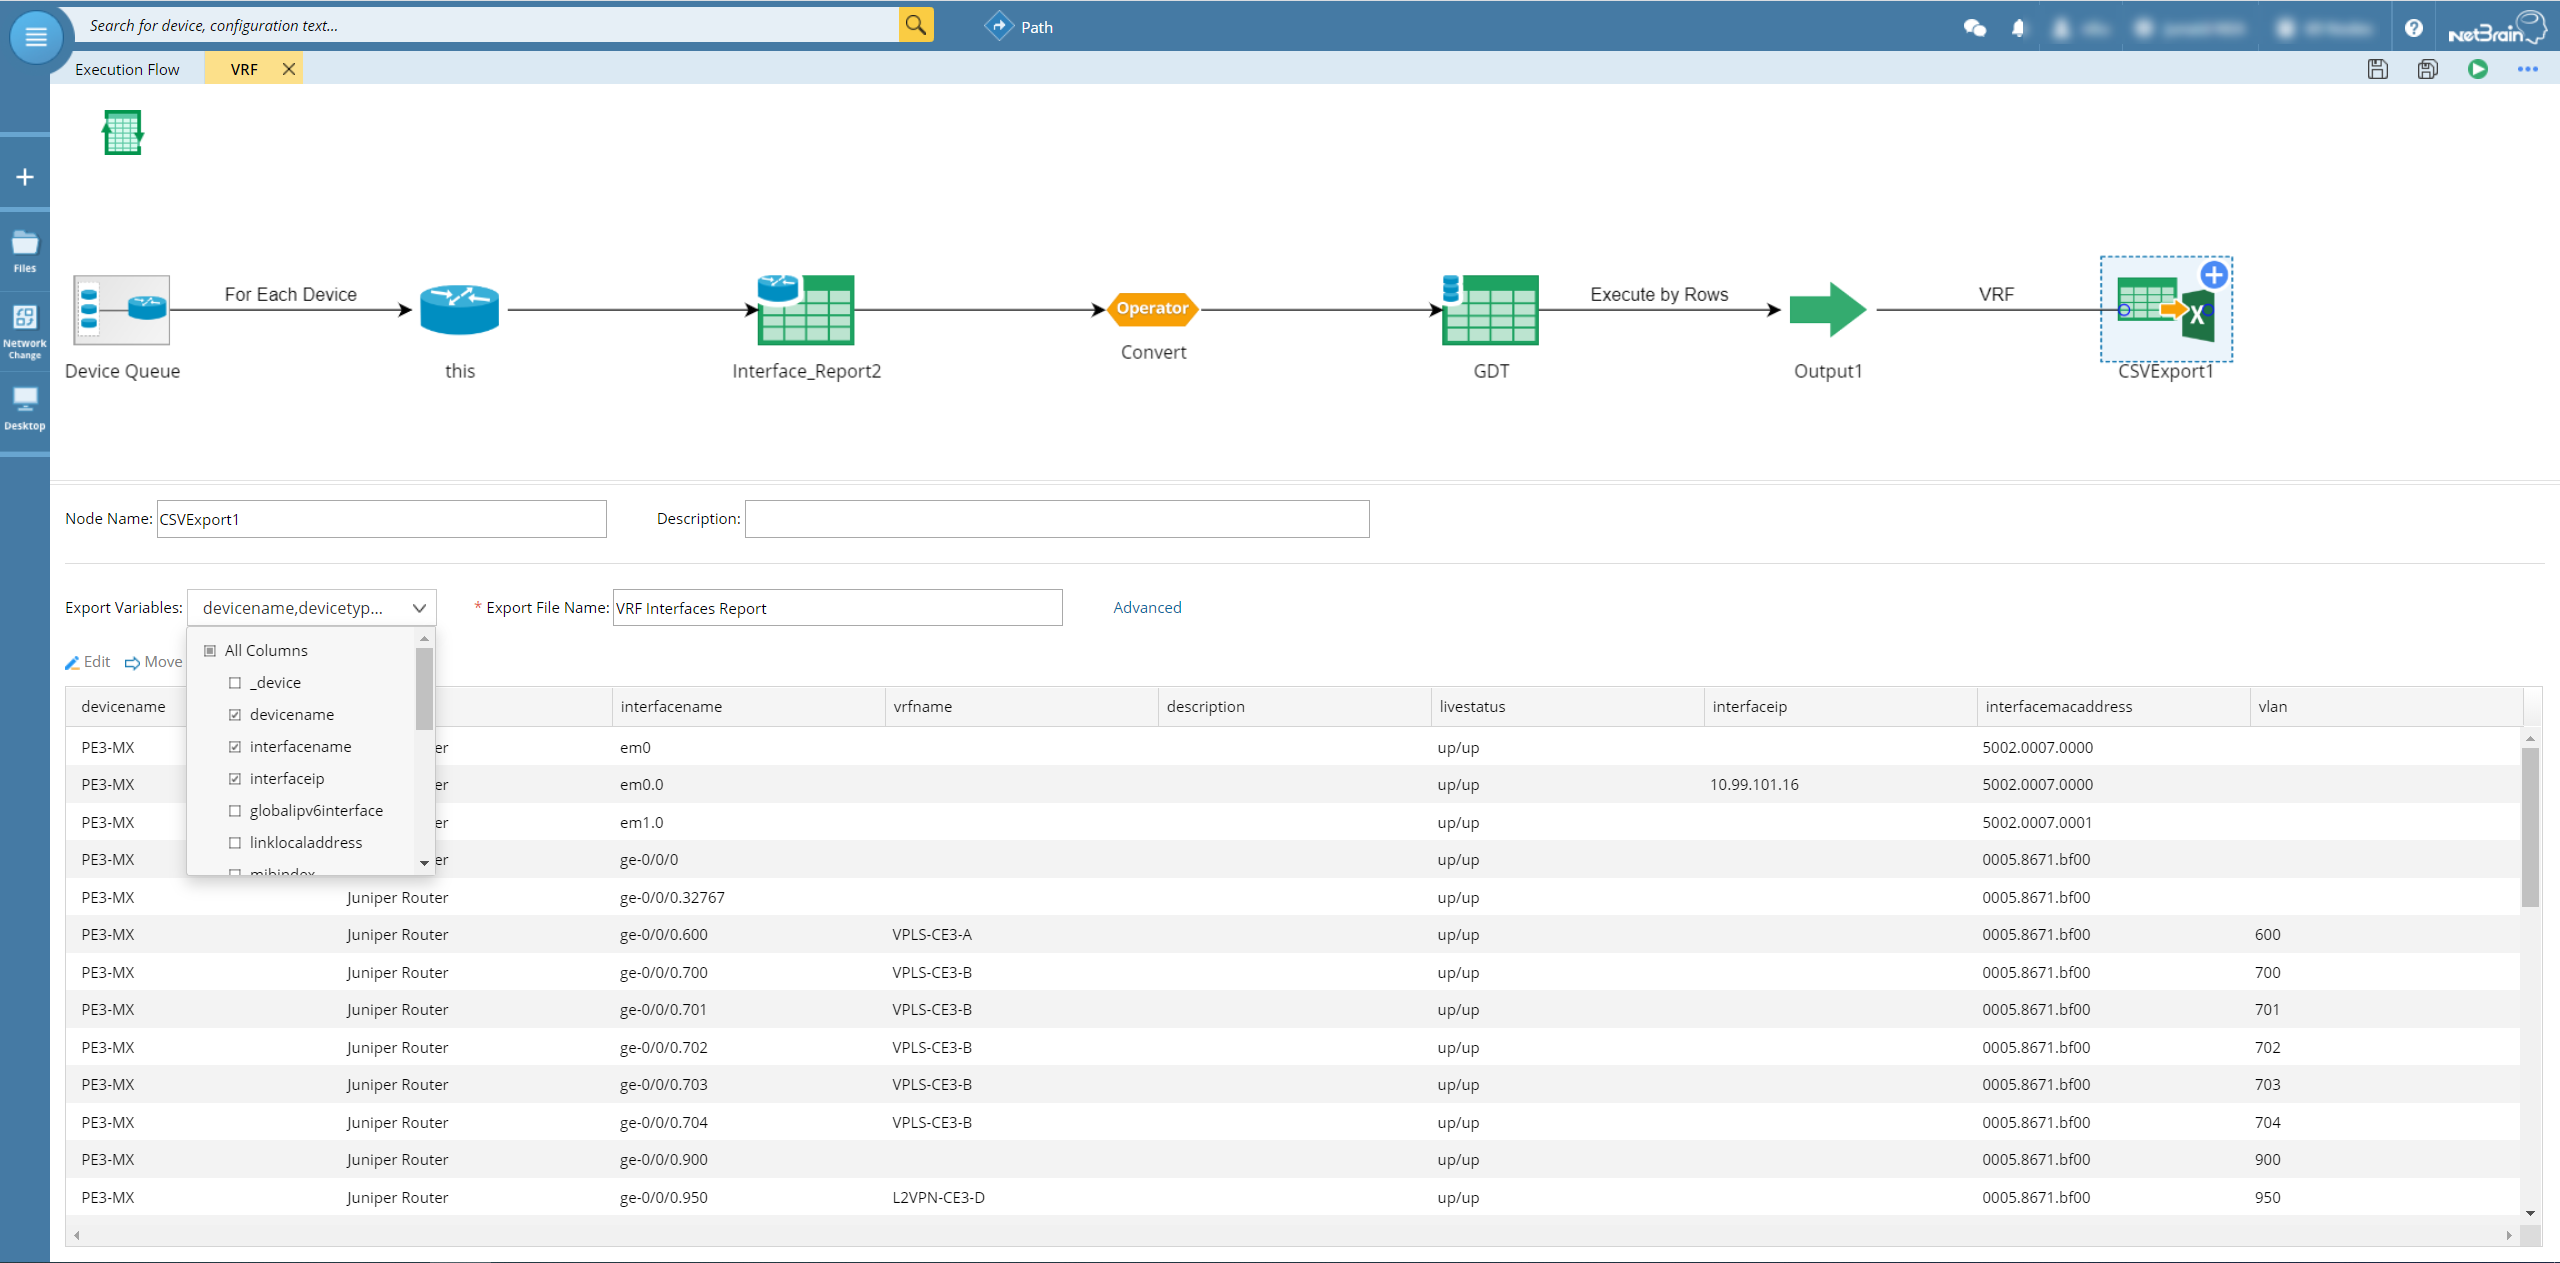 Search for device, configuration text...
Path
NetBrain
Execution Flow
VRF
Files
Network Change
Desktop
For Each Device
Operator
Execute by Rows
VRF
X
Device Queue
this
Interface_Report2
Convert
GDT
Output1
CSVExport1
Node Name: CSVExport1
Description:
Export Variables: devicename,devicetyp...
* Export File Name: VRF Interfaces Report
Advanced
Edit
Move
All Columns
_device
devicename
interfacename
interfaceip
globalipv6interface
linklocaladdress
mibindex
devicename interfacename vrfname description livestatus interfaceip interfacemacaddress vlan
PE3-MX er em0 up/up 5002.0007.0000
PE3-MX er em0.0 up/up 10.99.101.16 5002.0007.0000
PE3-MX er em1.0 up/up 5002.0007.0001
PE3-MX er ge-0/0/0 up/up 0005.8671.bf00
PE3-MX Juniper Router ge-0/0/0.32767 up/up 0005.8671.bf00
PE3-MX Juniper Router ge-0/0/0.600 VPLS-CE3-A up/up 0005.8671.bf00 600
PE3-MX Juniper Router ge-0/0/0.700 VPLS-CE3-B up/up 0005.8671.bf00 700
PE3-MX Juniper Router ge-0/0/0.701 VPLS-CE3-B up/up 0005.8671.bf00 701
PE3-MX Juniper Router ge-0/0/0.702 VPLS-CE3-B up/up 0005.8671.bf00 702
PE3-MX Juniper Router ge-0/0/0.703 VPLS-CE3-B up/up 0005.8671.bf00 703
PE3-MX Juniper Router ge-0/0/0.704 VPLS-CE3-B up/up 0005.8671.bf00 704
PE3-MX Juniper Router ge-0/0/0.900 up/up 0005.8671.bf00 900
PE3-MX Juniper Router ge-0/0/0.950 L2VPN-CE3-D up/up 0005.8671.bf00 950